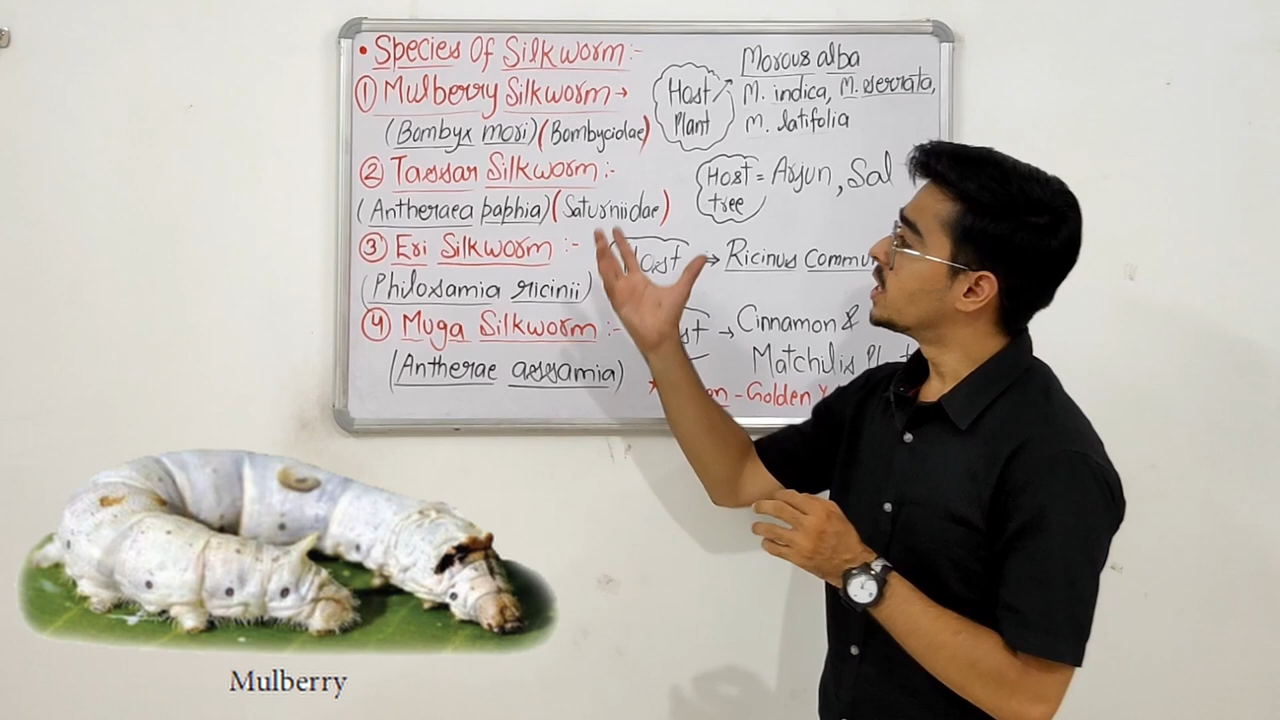 • Species Of Silkworm:-
① Mulberry Silkworm →
(Bombyx mori) (Bombycidae)
Host Plant →
Morous alba
M. indica, M. serrata,
M. latifolia
② Tassar Silkworm :-
(Antheraea paphia) (Saturniidae)
Host tree = Arjun, Sal
③ Eri Silkworm :-
(Philosamia ricinii)
Host ⇒ Ricinus Commu
④ Muga Silkworm :-
(Antherae assamia)
→ Cinnamon &
Matchilis
- Golden
Mulberry